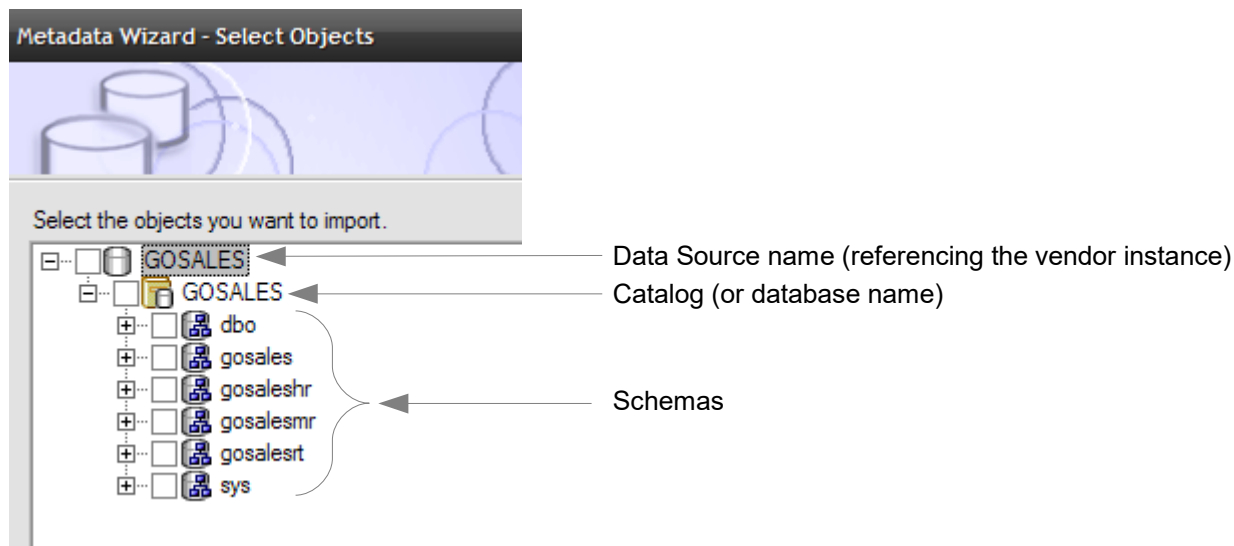 Metadata Wizard - Select Objects
Select the objects you want to import.
GOSALES
Data Source name (referencing the vendor instance)
GOSALES
Catalog (or database name)
dbo
gosales
gosaleshr
Schemas
gosalesmr
gosalesrt
sys